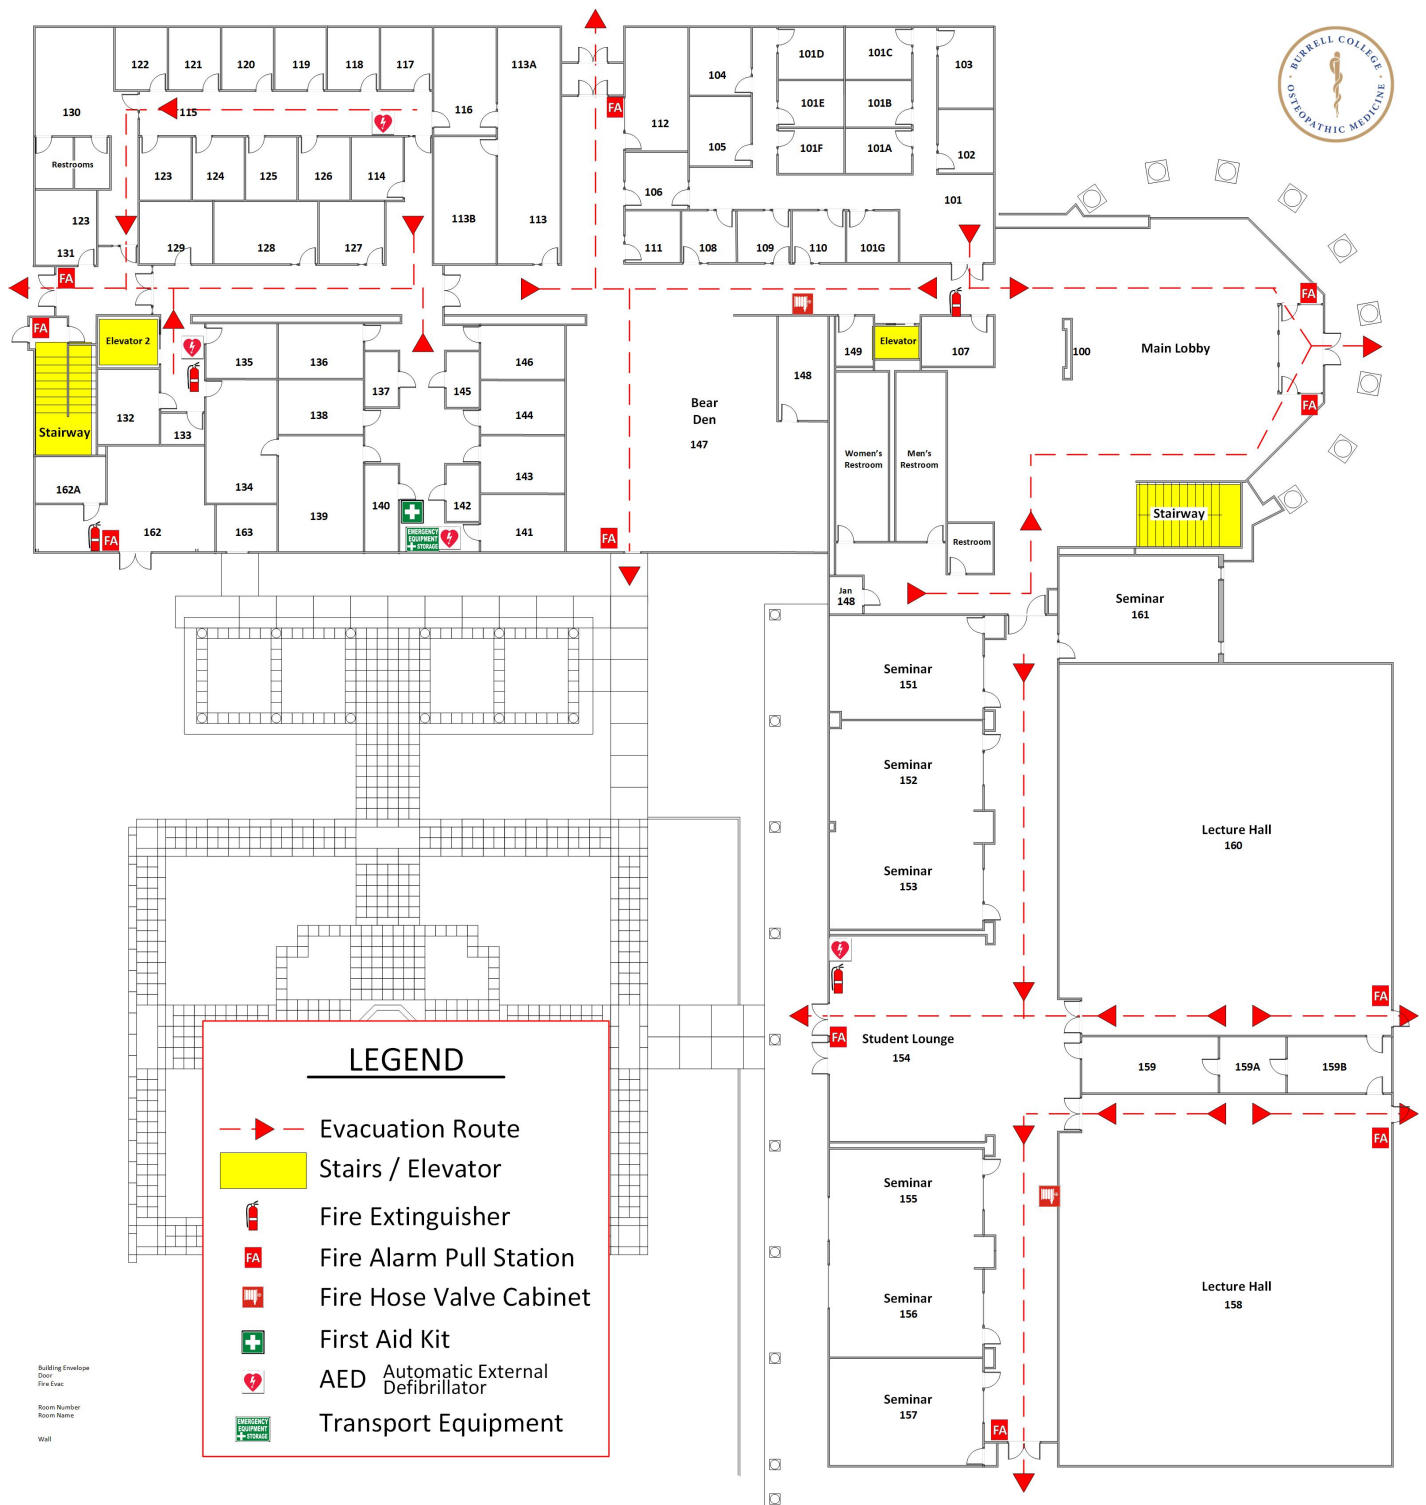 BURRELL COLLEGE
OSTEOPATHIC MEDICINE
122
121
120
119
118
117
113A
116
130
115
Restrooms
123
124
125
126
114
123
131
129
128
127
113B
113
FA
112
104
105
106
111
108
109
110
101G
101D
101C
101E
101B
101F
101A
103
102
101
FA
FA
Elevator 2
Stairway
132
133
135
136
137
138
134
139
140
145
146
144
143
142
141
162A
162
163
FA
EMERGENCY
EQUIPMENT
STORAGE
FA
Bear
Den
147
148
149
Elevator
107
100
Main Lobby
FA
FA
Women's
Restroom
Men's
Restroom
Restroom
Jan
148
Stairway
Seminar
161
Seminar
151
Seminar
152
Seminar
153
Lecture Hall
160
FA
FA
Student Lounge
154
159
159A
159B
FA
Seminar
155
Seminar
156
Seminar
157
Lecture Hall
158
FA
LEGEND
Evacuation Route
Stairs / Elevator
Fire Extinguisher
FA
Fire Alarm Pull Station
Fire Hose Valve Cabinet
First Aid Kit
AED Automatic External
Defibrillator
EMERGENCY
EQUIPMENT
STORAGE
Transport Equipment
Building Envelope
Door
Fire Evac
Room Number
Room Name
Wall